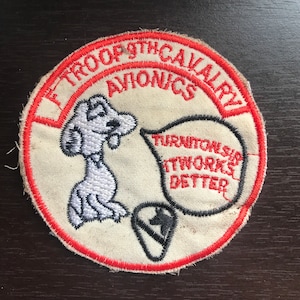 F TROOP 9TH CAVALRY
AVIONICS
TURN IT ON SIR
IT WORKS
BETTER